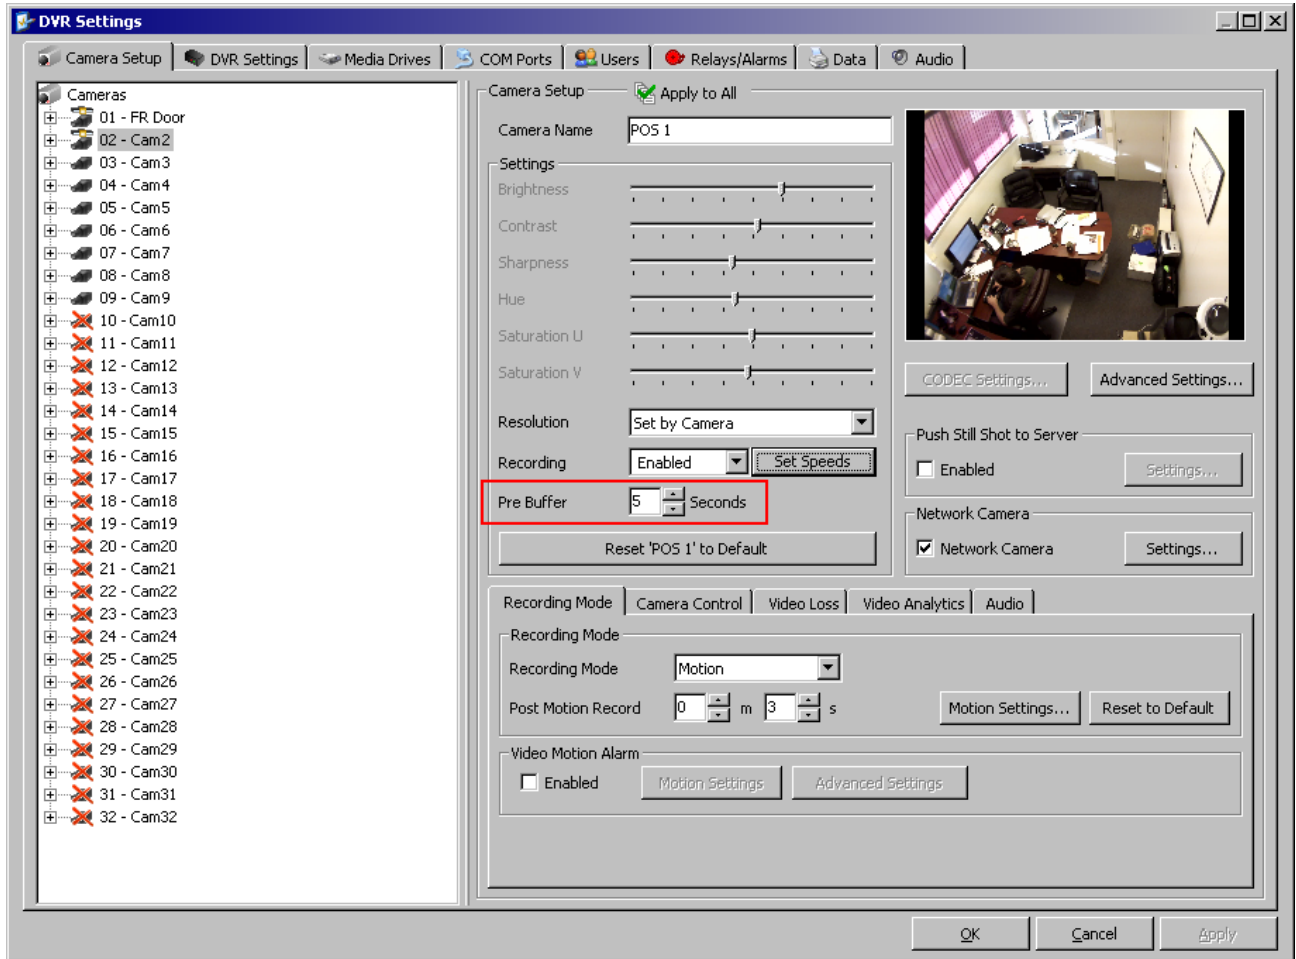 DVR Settings
Camera Setup DVR Settings Media Drives COM Ports Users Relays/Alarms Data Audio
Cameras
01 - FR Door
02 - Cam2
03 - Cam3
04 - Cam4
05 - Cam5
06 - Cam6
07 - Cam7
08 - Cam8
09 - Cam9
10 - Cam10
11 - Cam11
12 - Cam12
13 - Cam13
14 - Cam14
15 - Cam15
16 - Cam16
17 - Cam17
18 - Cam18
19 - Cam19
20 - Cam20
21 - Cam21
22 - Cam22
23 - Cam23
24 - Cam24
25 - Cam25
26 - Cam26
27 - Cam27
28 - Cam28
29 - Cam29
30 - Cam30
31 - Cam31
32 - Cam32
Camera Setup Apply to All
Camera Name POS 1
Settings
Brightness
Contrast
Sharpness
Hue
Saturation U
Saturation V
Resolution Set by Camera
Recording Enabled Set Speeds
Pre Buffer 5 Seconds
Reset 'POS 1' to Default
CODEC Settings... Advanced Settings...
Push Still Shot to Server
Enabled Settings...
Network Camera
Network Camera Settings...
Recording Mode Camera Control Video Loss Video Analytics Audio
Recording Mode
Recording Mode Motion
Post Motion Record 0 m 3 s Motion Settings... Reset to Default
Video Motion Alarm
Enabled Motion Settings Advanced Settings
OK Cancel Apply